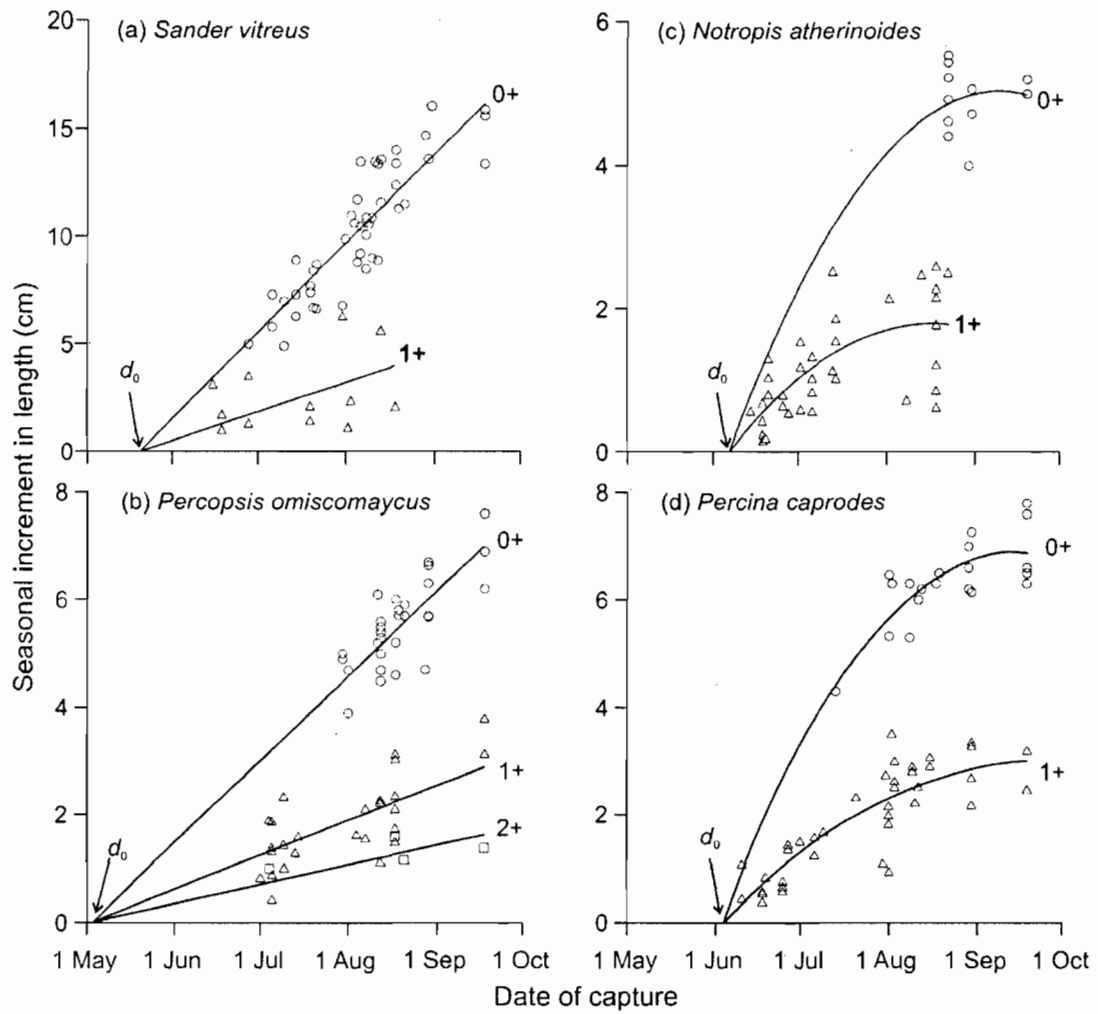 Seasonal increment in length (cm)
(a) Sander vitreus
20
15
10
5
0
0+
1+
d₀
(c) Notropis atherinoides
6
4
2
0
0+
1+
d₀
(b) Percopsis omiscomaycus
8
6
4
2
0
0+
1+
2+
d₀
1 May 1 Jun 1 Jul 1 Aug 1 Sep 1 Oct
(d) Percina caprodes
8
6
4
2
0
0+
1+
d₀
1 May 1 Jun 1 Jul 1 Aug 1 Sep 1 Oct
Date of capture